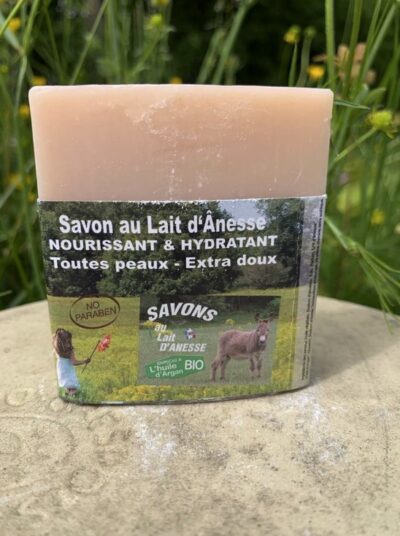 Savon au Lait d'Ânesse
NOURISSANT & HYDRATANT
Toutes peaux - Extra doux
NO
PARABEN
SAVONS
au
Lait
D'ANESSE
ENRICHI A
L'huile
d'Argan
BIO